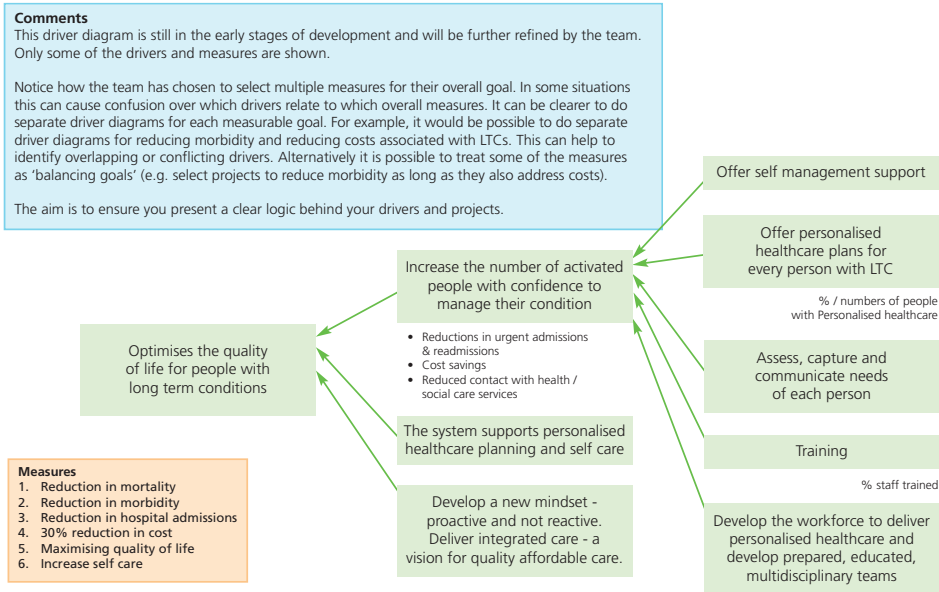 Comments
This driver diagram is still in the early stages of development and will be further refined by the team.
Only some of the drivers and measures are shown.
Notice how the team has chosen to select multiple measures for their overall goal. In some situations
this can cause confusion over which drivers relate to which overall measures. It can be clearer to do
separate driver diagrams for each measurable goal. For example, it would be possible to do separate
driver diagrams for reducing morbidity and reducing costs associated with LTCs. This can help to
identify overlapping or conflicting drivers. Alternatively it is possible to treat some of the measures
as ‘balancing goals’ (e.g. select projects to reduce morbidity as long as they also address costs).
The aim is to ensure you present a clear logic behind your drivers and projects.
Optimises the quality
of life for people with
long term conditions
Measures
1. Reduction in mortality
2. Reduction in morbidity
3. Reduction in hospital admissions
4. 30% reduction in cost
5. Maximising quality of life
6. Increase self care
Increase the number of activated
people with confidence to
manage their condition
• Reductions in urgent admissions
& readmissions
• Cost savings
• Reduced contact with health /
social care services
The system supports personalised
healthcare planning and self care
Develop a new mindset -
proactive and not reactive.
Deliver integrated care - a
vision for quality affordable care.
Offer self management support
Offer personalised
healthcare plans for
every person with LTC
% / numbers of people
with Personalised healthcare
Assess, capture and
communicate needs
of each person
Training
% staff trained
Develop the workforce to deliver
personalised healthcare and
develop prepared, educated,
multidisciplinary teams